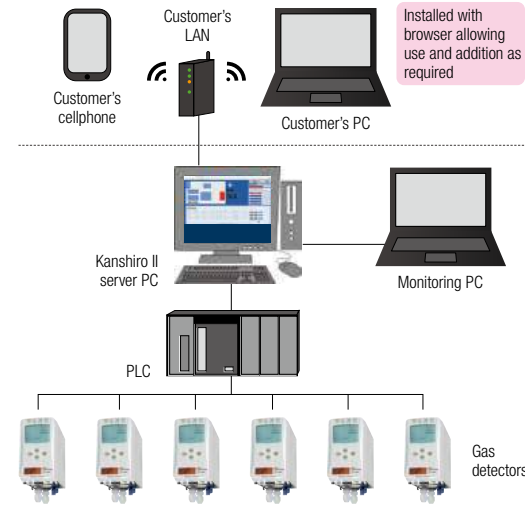 Customer's
LAN
Installed with
browser allowing
use and addition as
required
Customer's
cellphone
Customer's PC
Kanshiro II
server PC
Monitoring PC
PLC
Gas
detectors